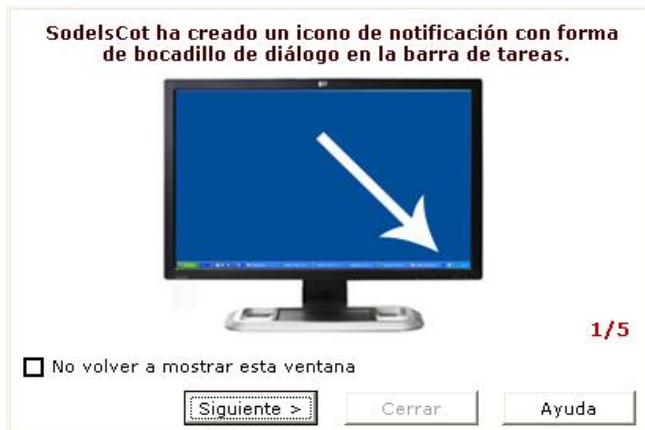 SodelsCot ha creado un icono de notificación con forma
de bocadillo de diálogo en la barra de tareas.
1/5
No volver a mostrar esta ventana
Siguiente >
Cerrar
Ayuda